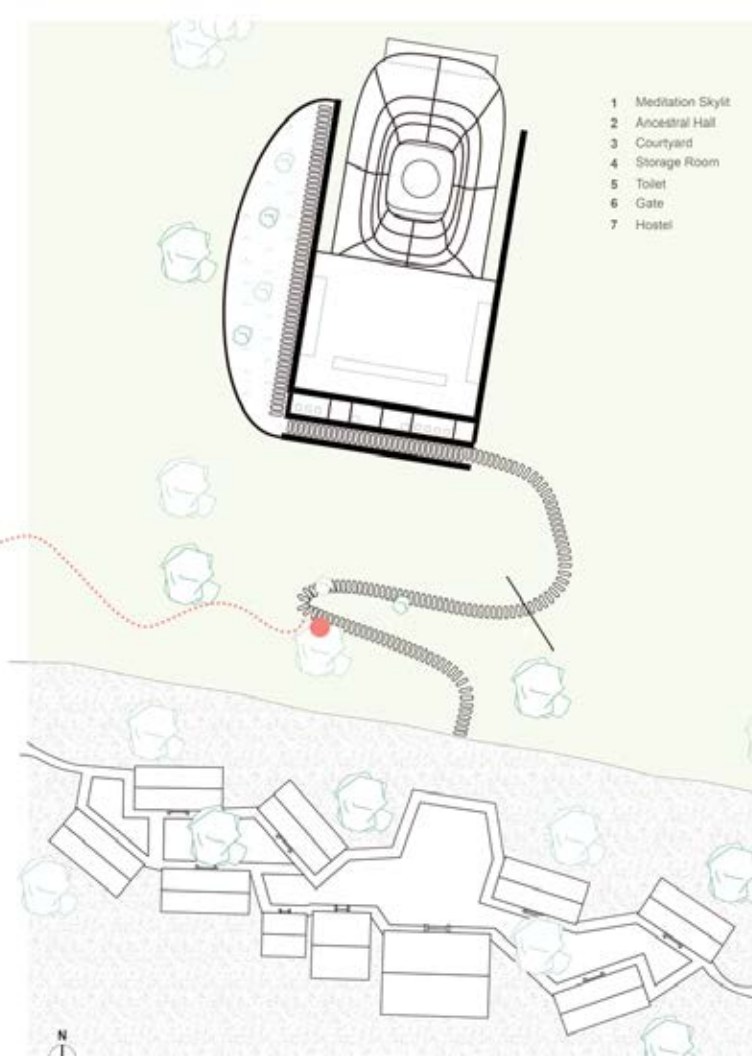 1 Meditation Skylit
2 Ancestral Hall
3 Courtyard
4 Storage Room
5 Toilet
6 Gate
7 Hostel
N